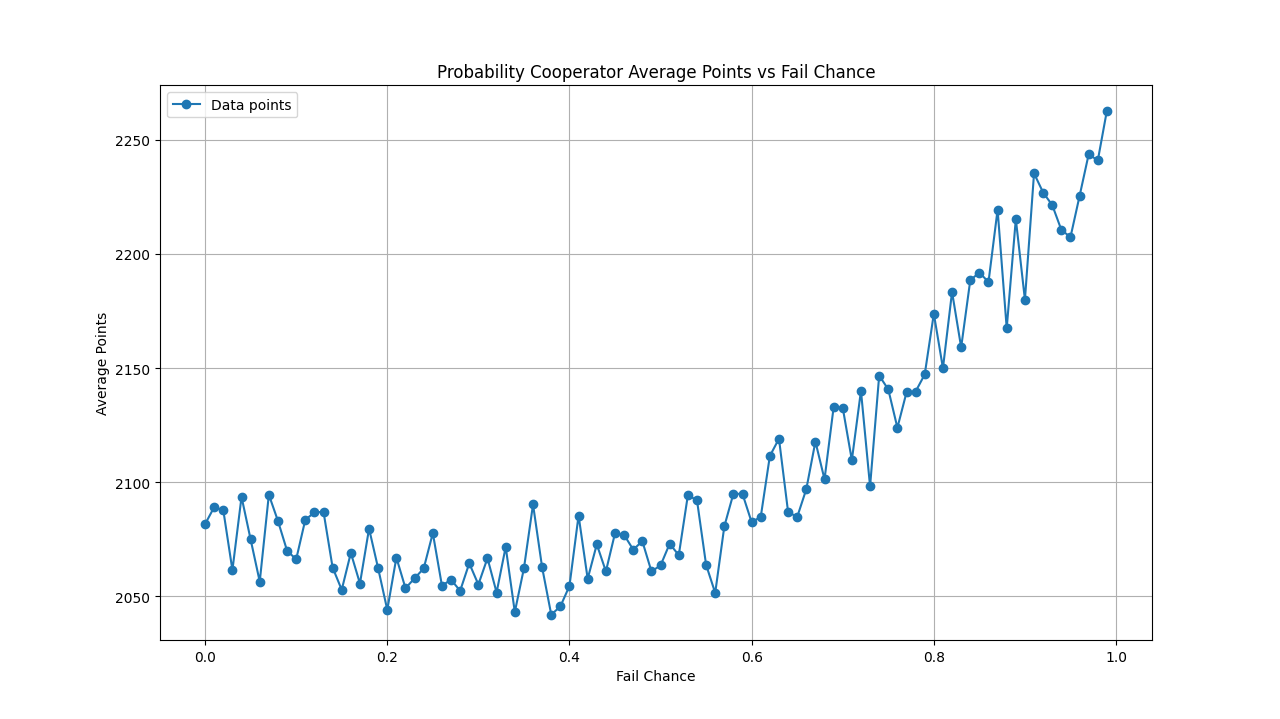 Probability Cooperator Average Points vs Fail Chance
Data points
2250
2200
2150
2100
2050
Average Points
0.0 0.2 0.4 0.6 0.8 1.0
Fail Chance